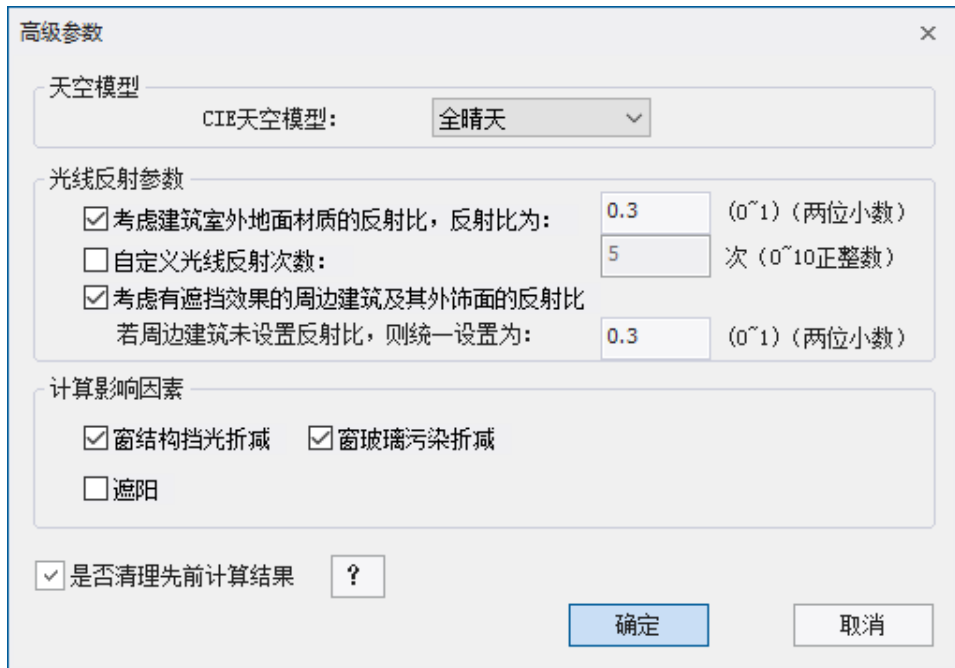 高级参数
天空模型
CIE天空模型: 全晴天
光线反射参数
考虑建筑室外地面材质的反射比，反射比为: 0.3 (0~1)(两位小数)
自定义光线反射次数: 5 次(0~10正整数)
考虑有遮挡效果的周边建筑及其外饰面的反射比
若周边建筑未设置反射比，则统一设置为: 0.3 (0~1)(两位小数)
计算影响因素
窗结构挡光折减 窗玻璃污染折减
遮阳
是否清理先前计算结果 ?
确定 取消